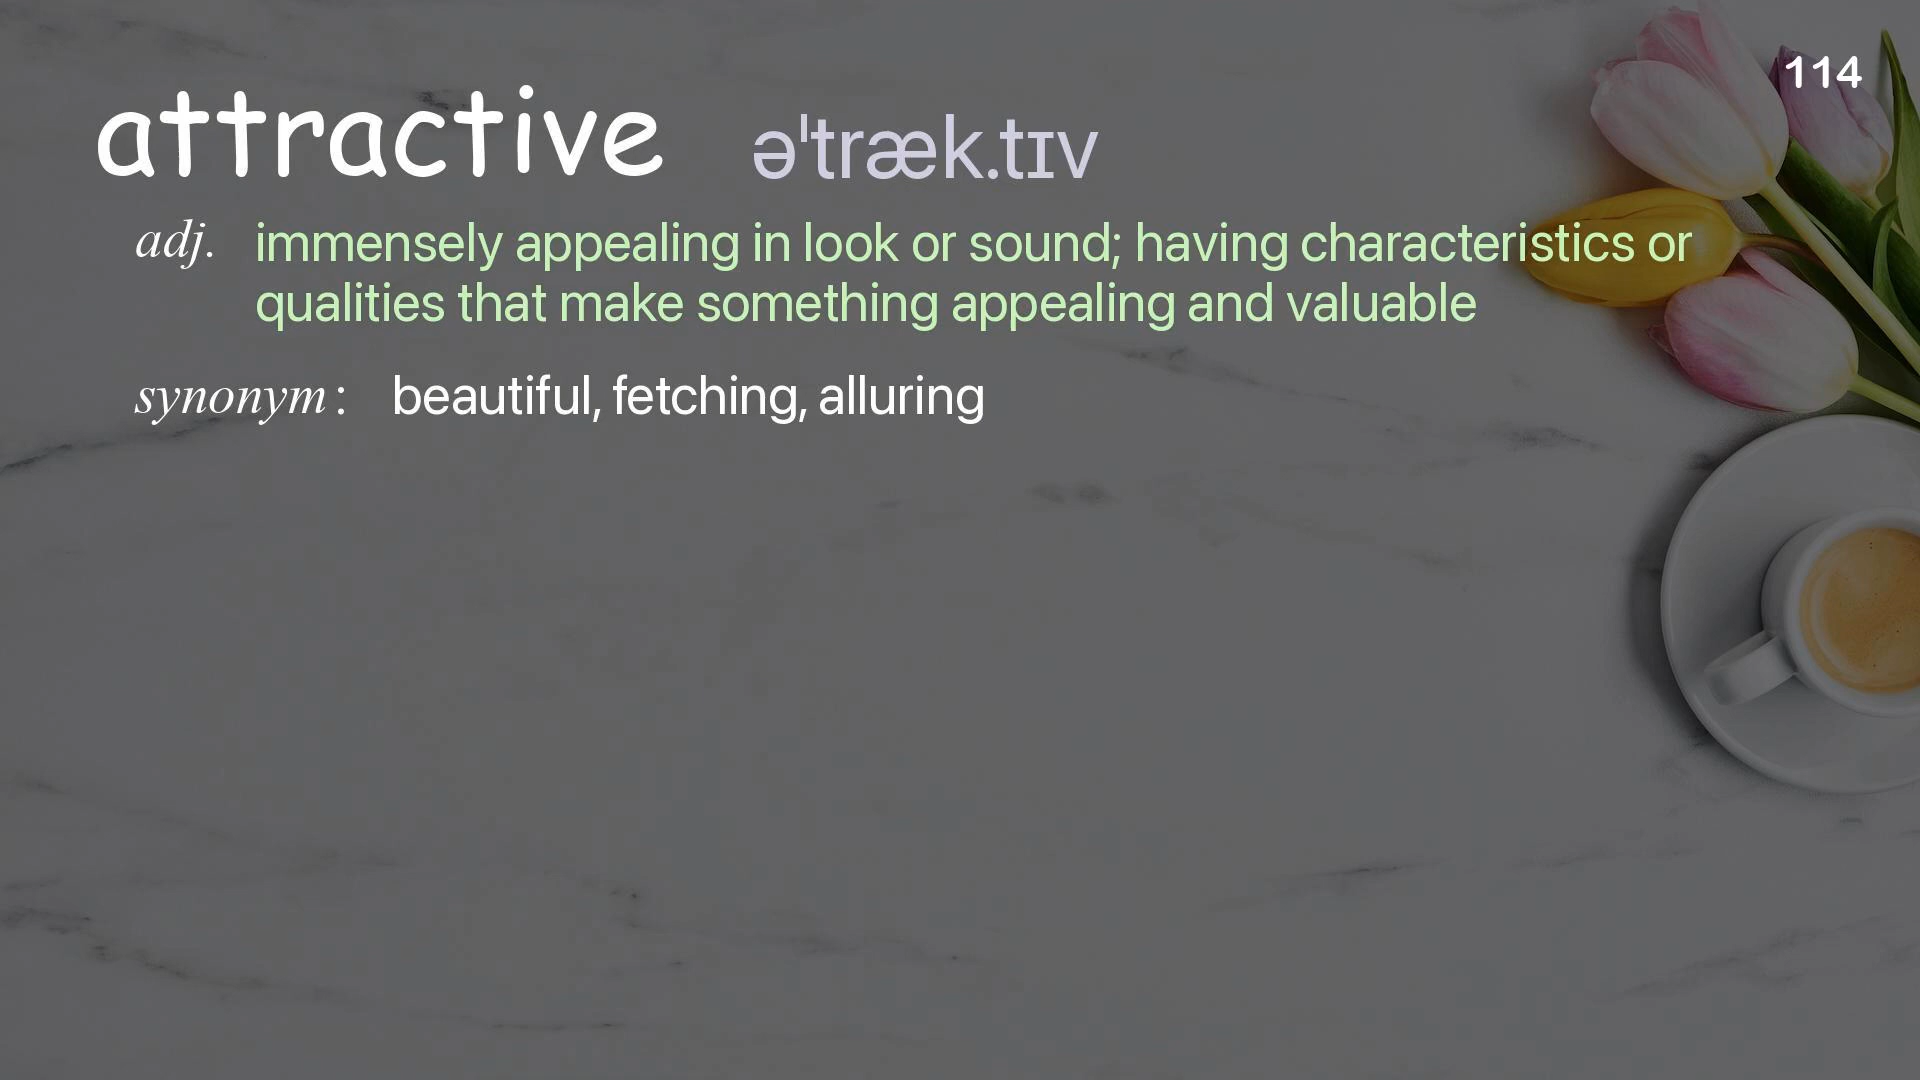 114
attractive əˈtræk.tɪv
adj. immensely appealing in look or sound; having characteristics or
qualities that make something appealing and valuable
synonym : beautiful, fetching, alluring